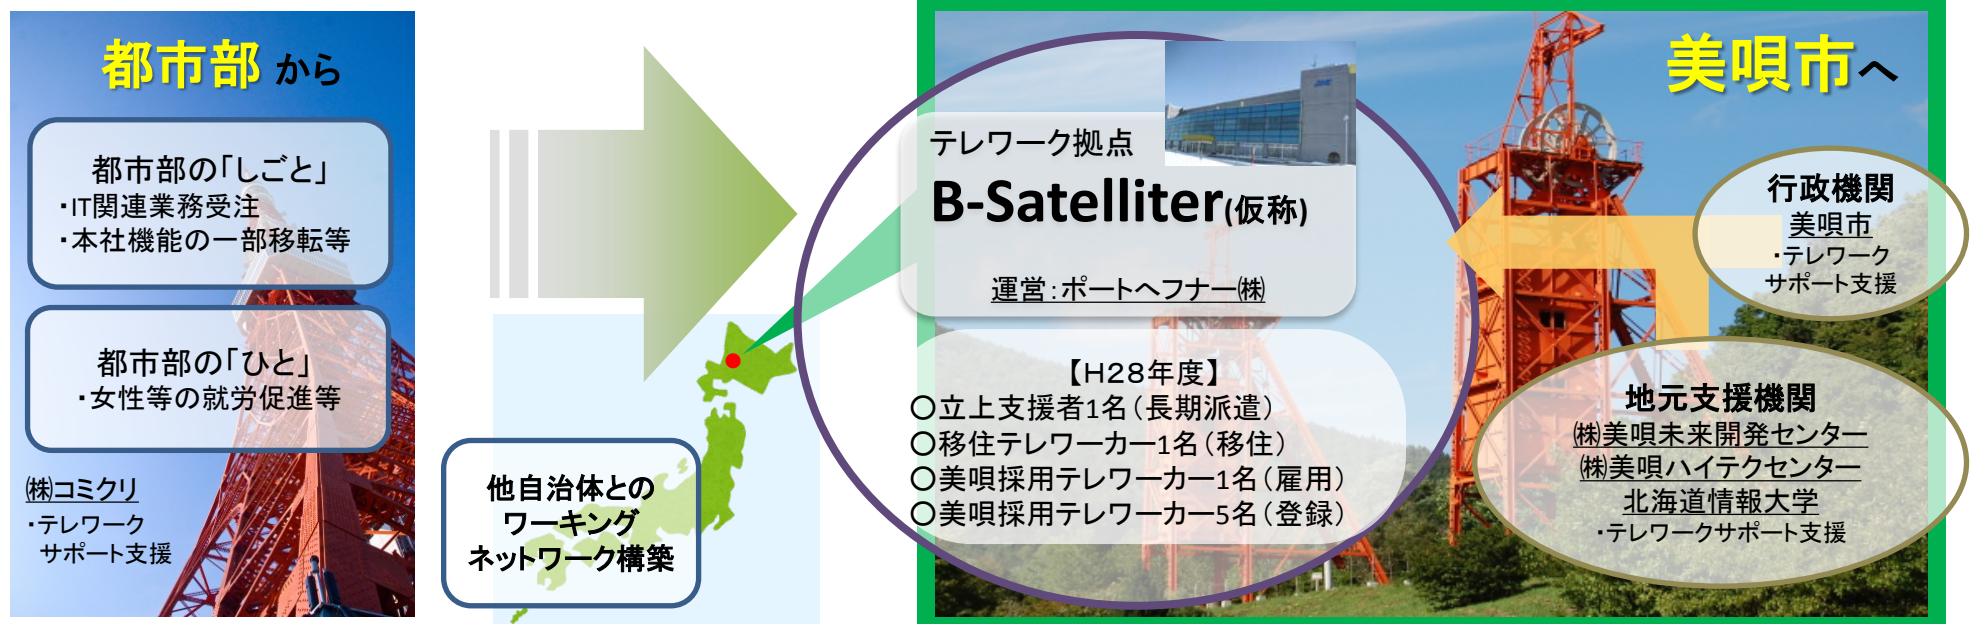 都市部から
都市部の「しごと」
・IT関連業務受注
・本社機能の一部移転等
都市部の「ひと」
・女性等の就労促進等
㈱コミクリ
・テレワーク
サポート支援
他自治体との
ワーキング
ネットワーク構築
美唄市へ
テレワーク拠点
B-Satelliter(仮称)
運営：ポートへフナー㈱
【H28年度】
○立上支援者1名（長期派遣）
○移住テレワーカー1名（移住）
○美唄採用テレワーカー1名（雇用）
○美唄採用テレワーカー5名（登録）
行政機関
美唄市
・テレワーク
サポート支援
地元支援機関
㈱美唄未来開発センター
㈱美唄ハイテクセンター
北海道情報大学
・テレワークサポート支援